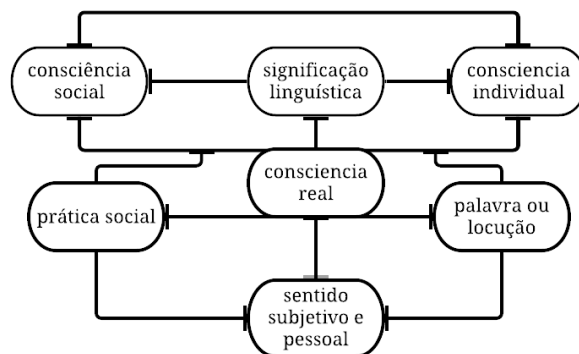 consciência
social
significação
linguística
consciencia
individual
consciencia
real
prática social
palavra ou
locução
sentido
subjetivo e
pessoal